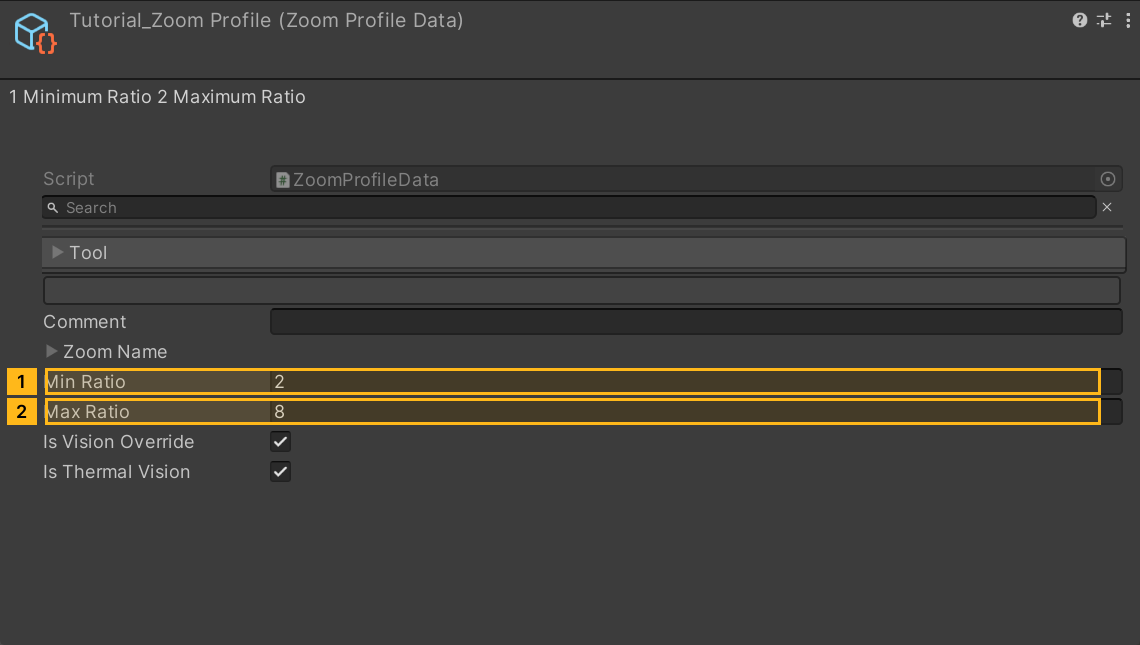 Tutorial_Zoom Profile (Zoom Profile Data)
1 Minimum Ratio 2 Maximum Ratio
Script # ZoomProfileData
Search
Tool
Comment
Zoom Name
1 Min Ratio 2
2 Max Ratio 8
Is Vision Override
Is Thermal Vision